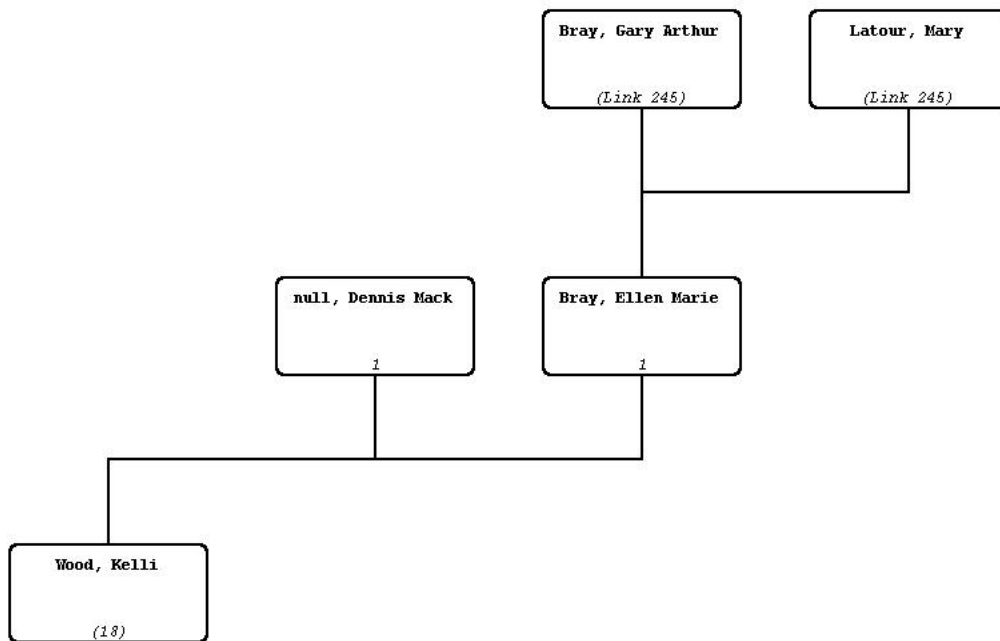 Bray, Gary Arthur
(Link 245)
Latour, Mary
(Link 245)
null, Dennis Mack
1
Bray, Ellen Marie
1
Wood, Kelli
(18)